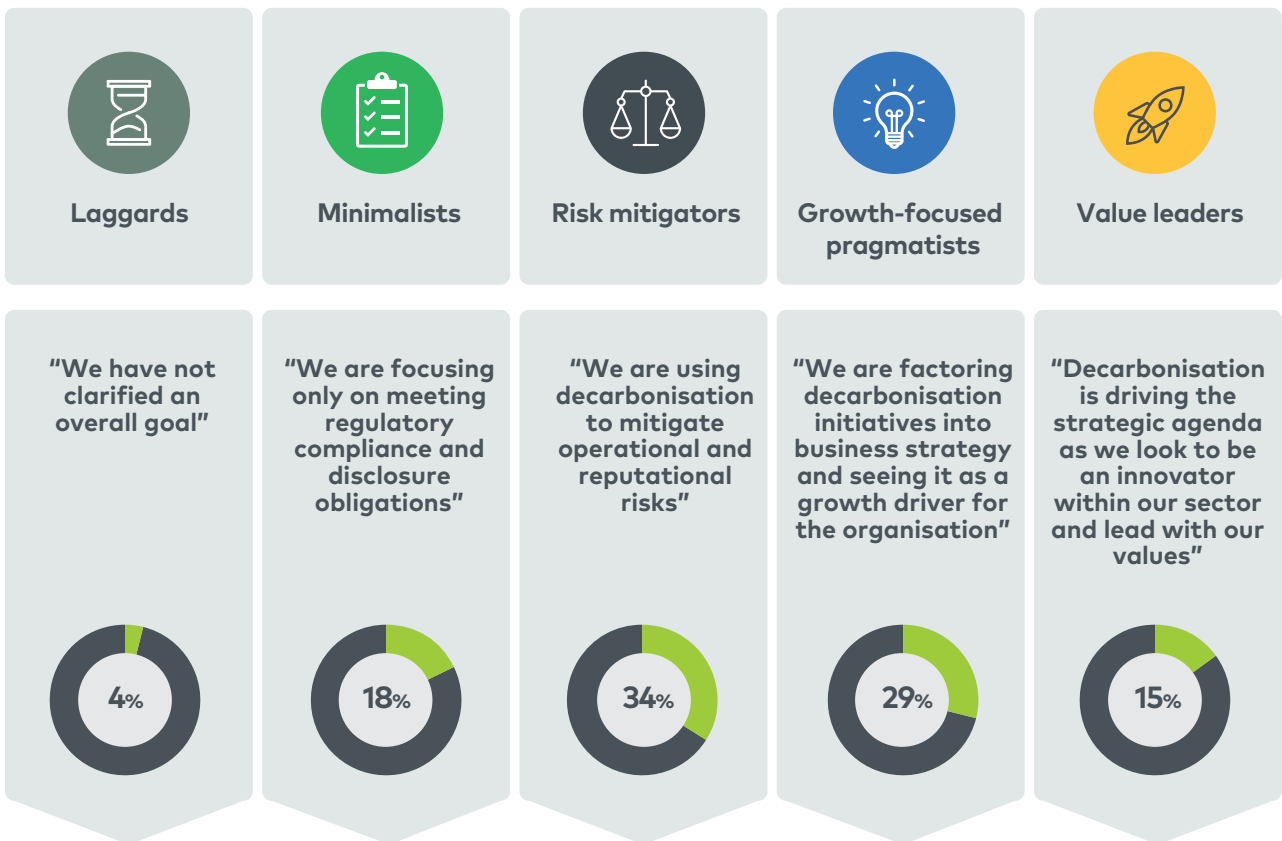 Laggards
Minimalists
Risk mitigators
Growth-focused
pragmatists
Value leaders
“We have not
clarified an
overall goal”
“We are focusing
only on meeting
regulatory
compliance and
disclosure
obligations”
“We are using
decarbonisation
to mitigate
operational and
reputational
risks”
“We are factoring
decarbonisation
initiatives into
business strategy
and seeing it as a
growth driver for
the organisation”
“Decarbonisation
is driving the
strategic agenda
as we look to be
an innovator
within our sector
and lead with our
values”
4%
18%
34%
29%
15%